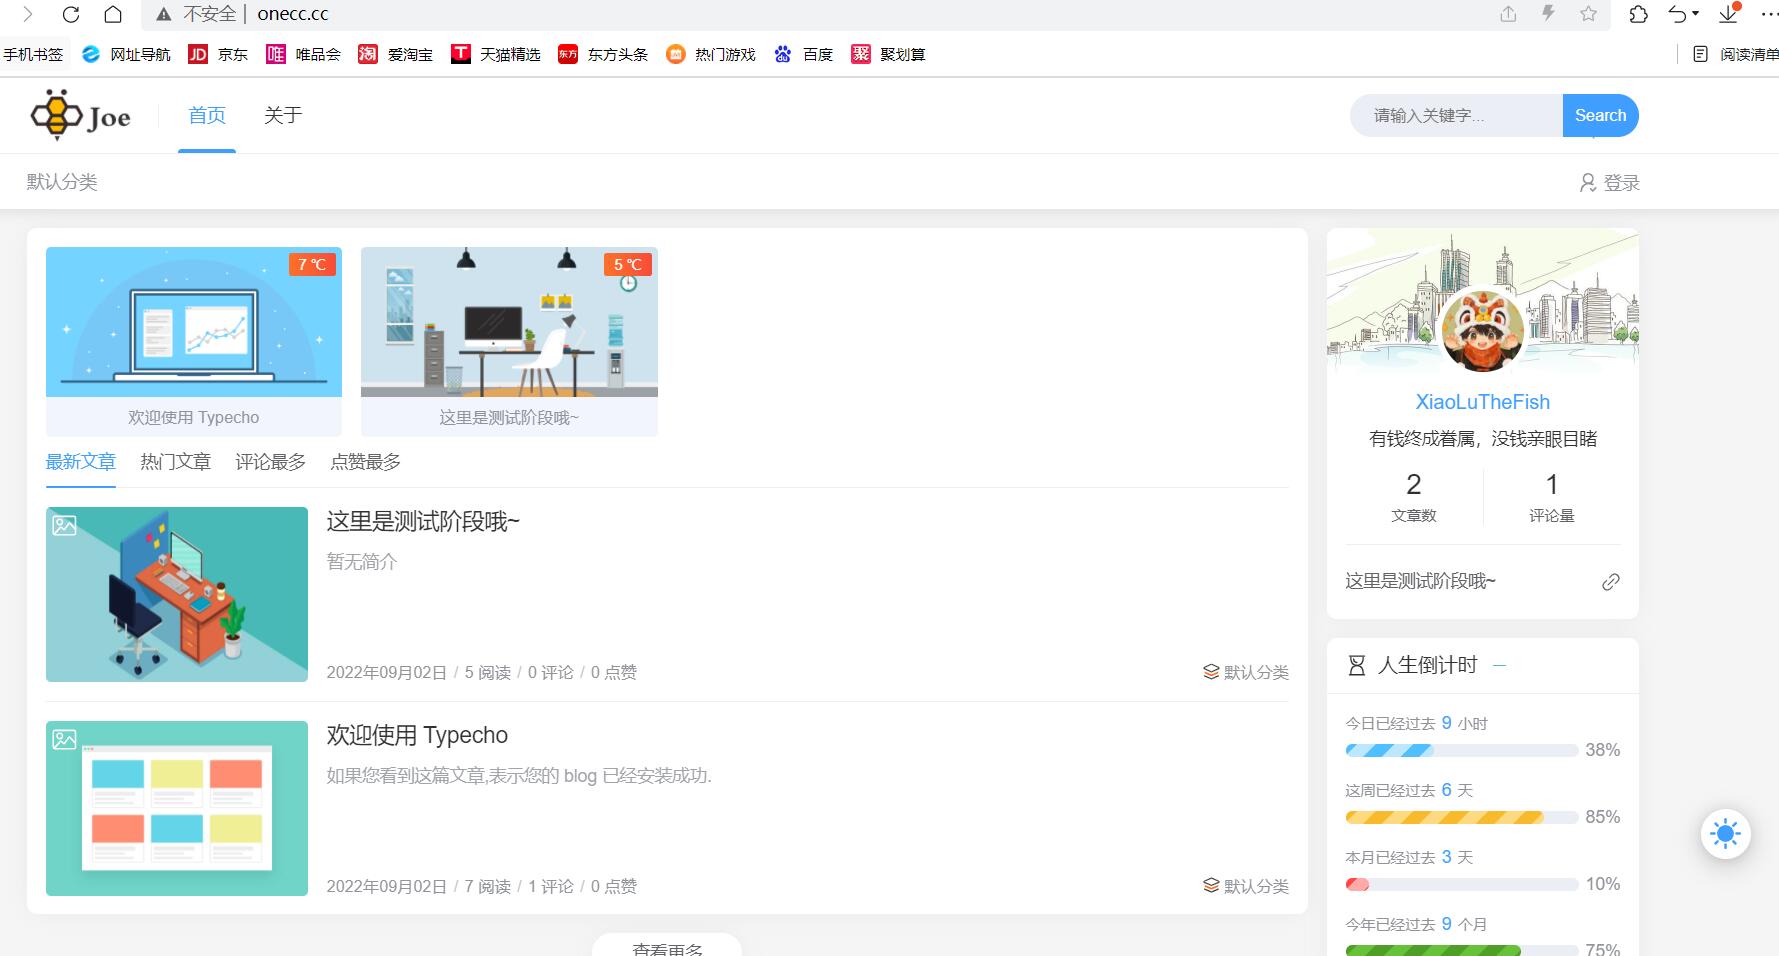 不安全 | onecc.cc
手机书签 网址导航 JD 京东 唯 唯品会 淘 爱淘宝 T 天猫精选 东方 东方头条 热门游戏 du 百度 聚 聚划算 阅读清单
Joe 首页 关于 请输入关键字... Search
默认分类 登录
7 ℃ 5 ℃
欢迎使用 Typecho 这里是测试阶段哦~
最新文章 热门文章 评论最多 点赞最多
这里是测试阶段哦~
暂无简介
2022年09月02日 / 5 阅读 / 0 评论 / 0 点赞 默认分类
欢迎使用 Typecho
如果您看到这篇文章,表示您的 blog 已经安装成功.
2022年09月02日 / 7 阅读 / 1 评论 / 0 点赞 默认分类
查看更多
XiaoLuTheFish
有钱终成眷属，没钱亲眼目睹
2 1
文章数 评论量
这里是测试阶段哦~
人生倒计时
今日已经过去 9 小时
38%
这周已经过去 6 天
85%
本月已经过去 3 天
10%
今年已经过去 9 个月
75%